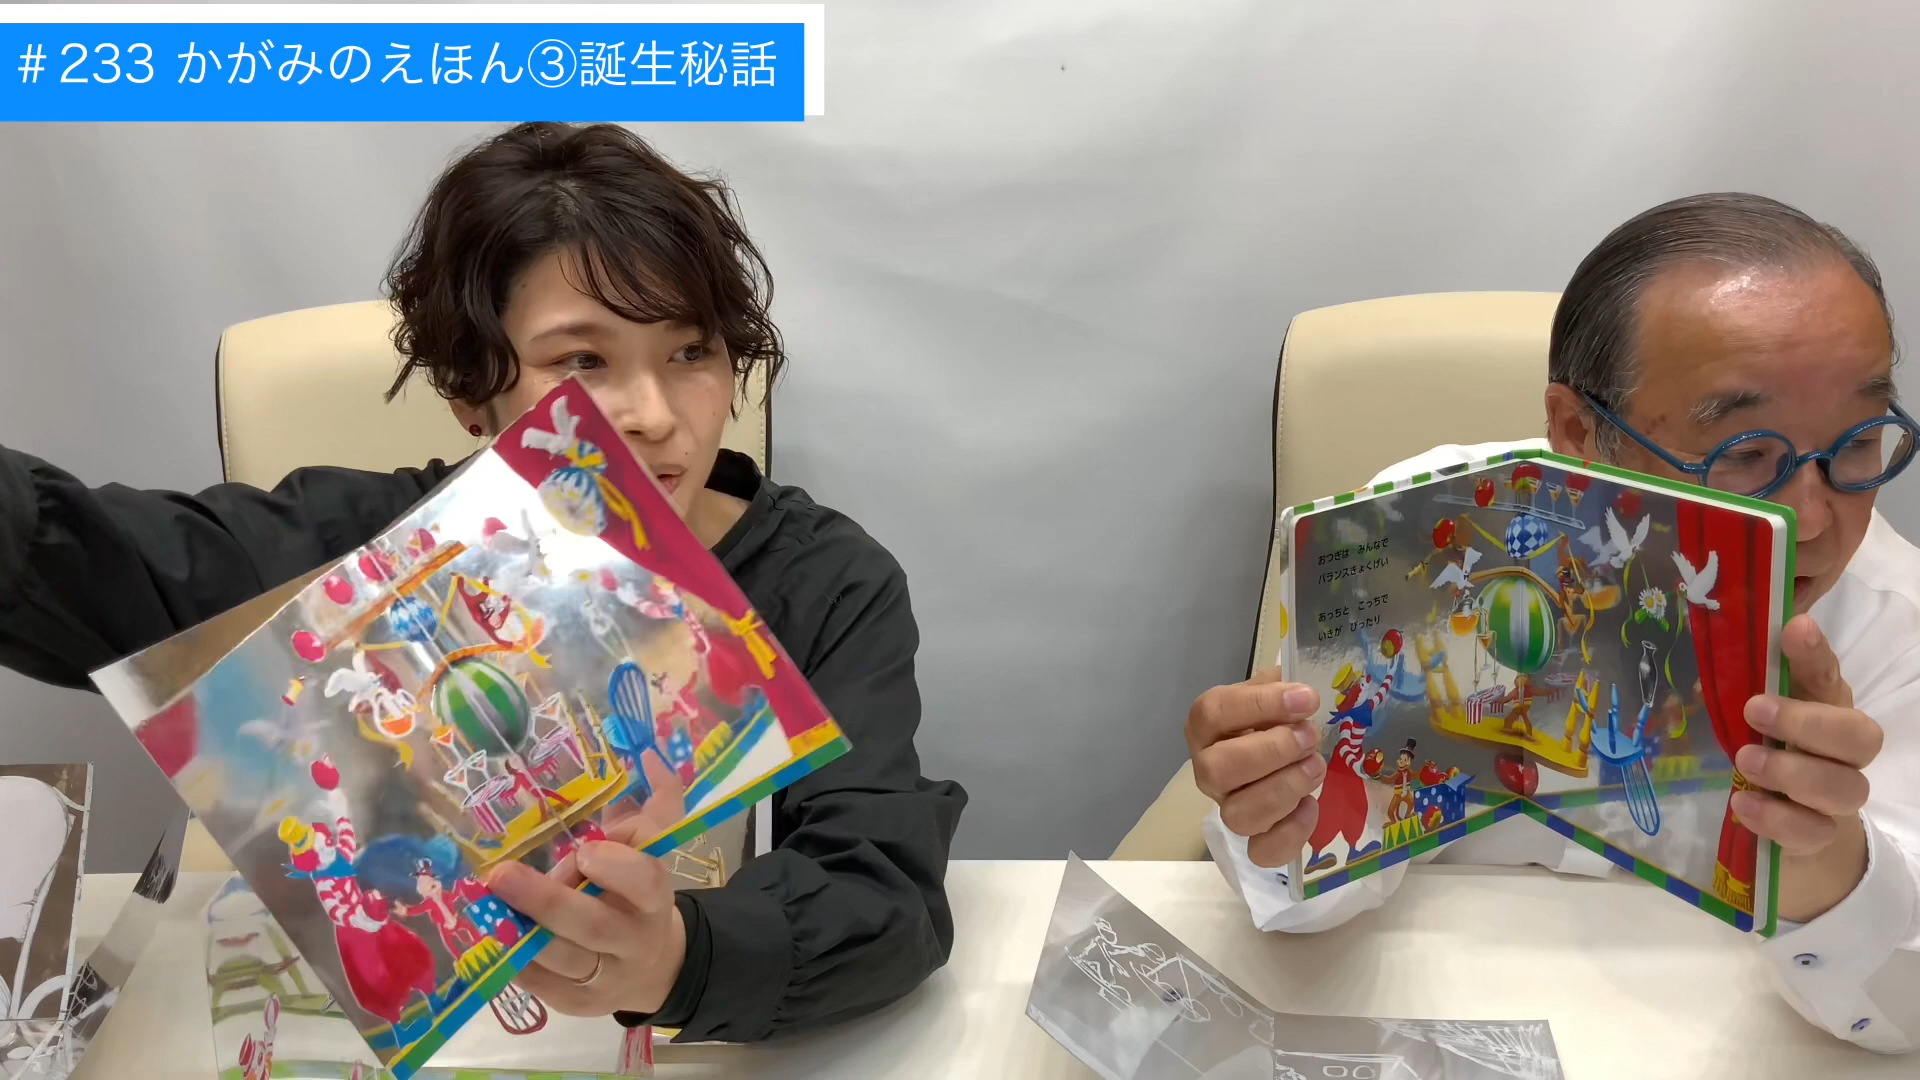 ＃233 かがみのえほん③誕生秘話
おつぎは みんなで
バランスきょくげい
あっちと こっちで
いきが ぴったり